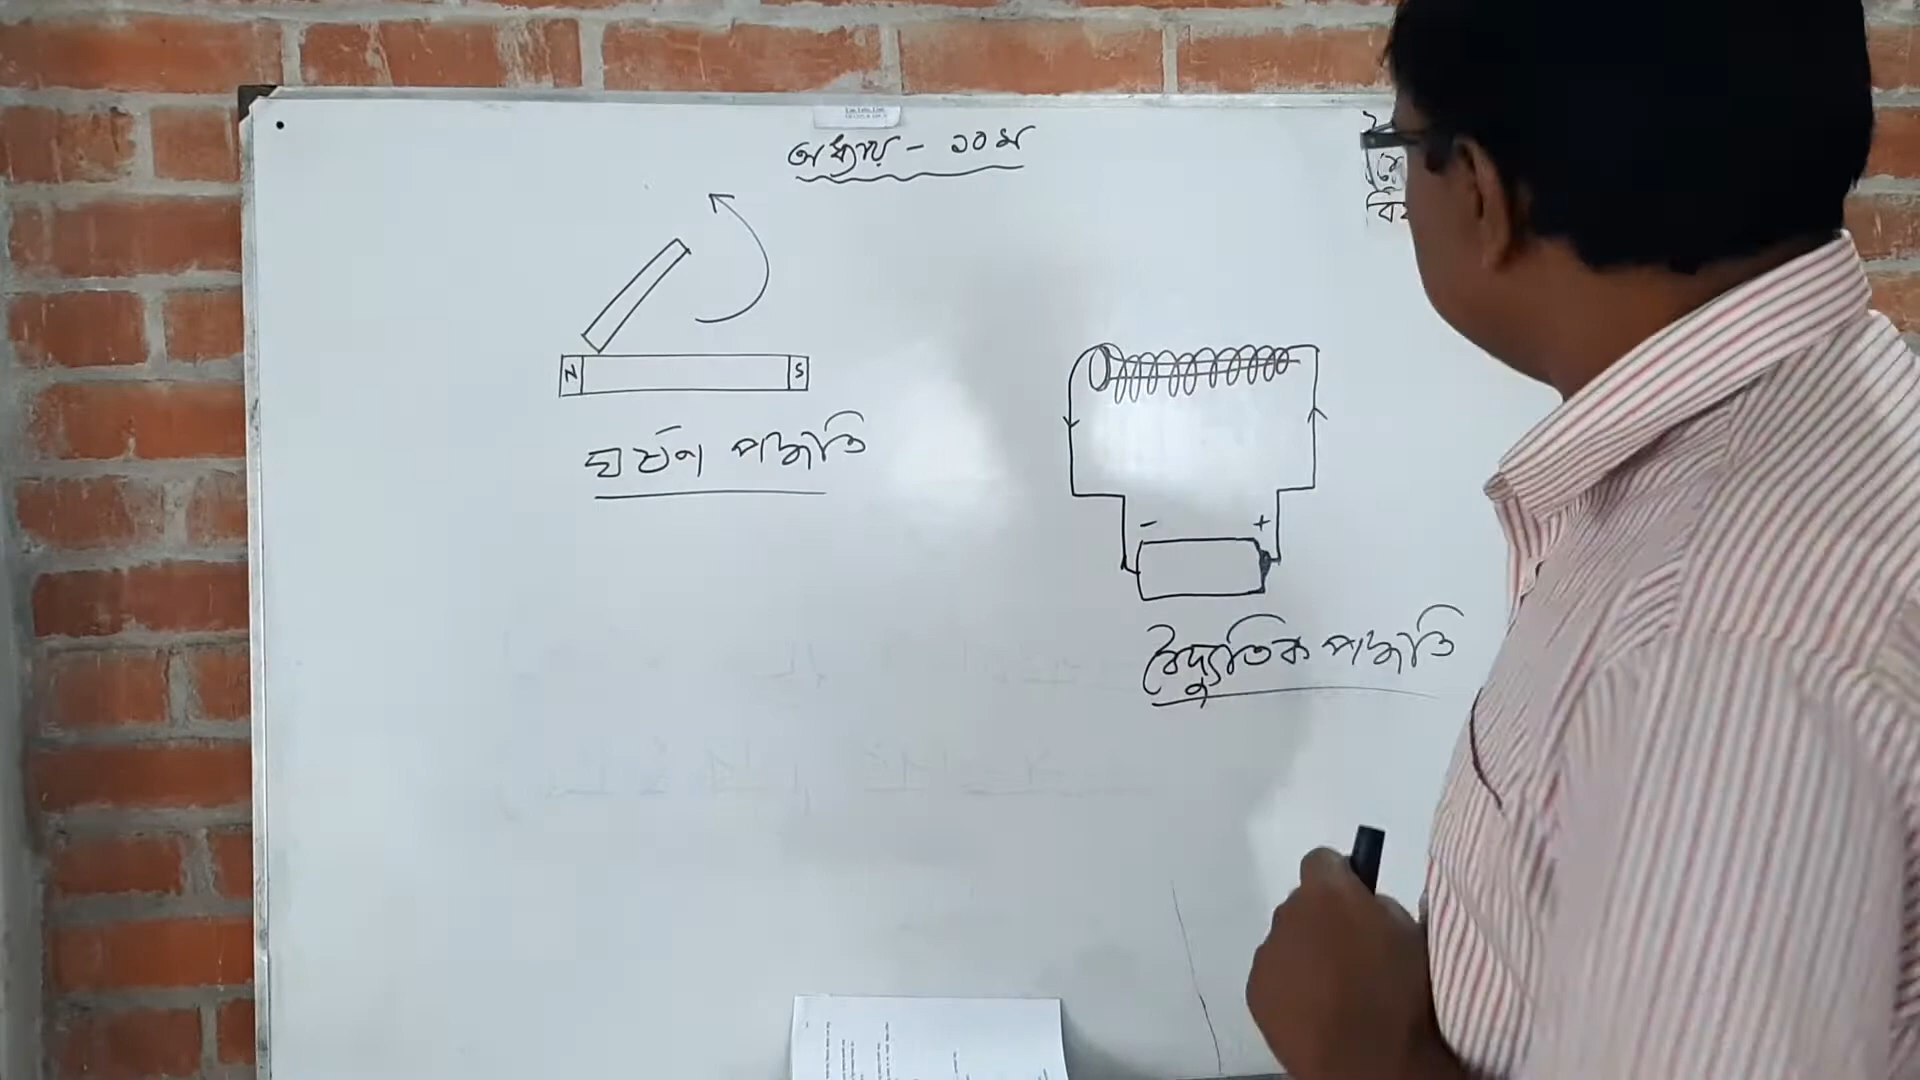 অধ্যায় - ১০ম
N S
ঘর্ষণ পদ্ধতি
- +
বৈদ্যুতিক পদ্ধতি